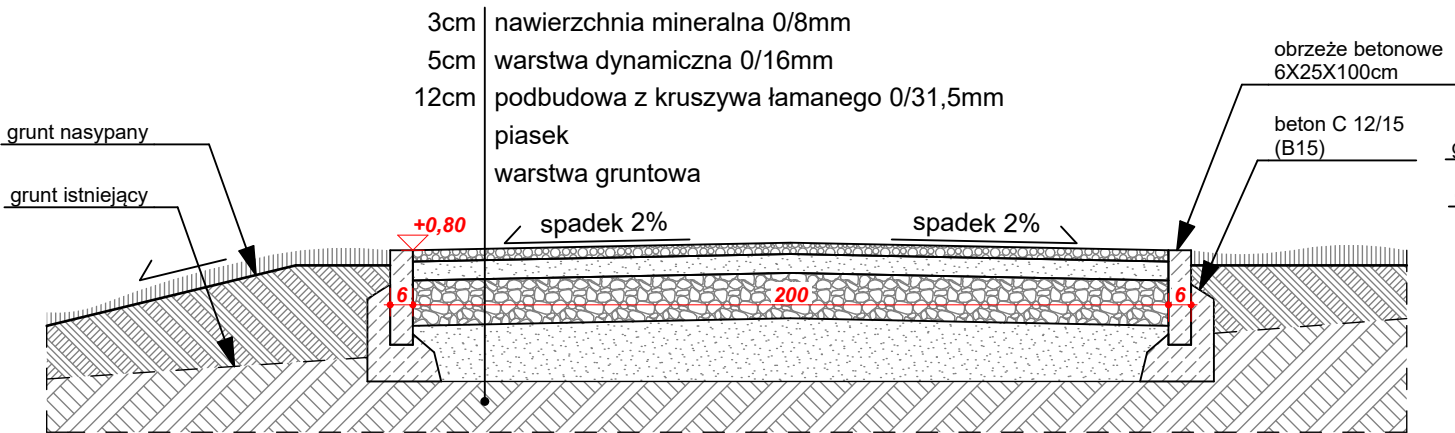 3cm nawierzchnia mineralna 0/8mm
5cm warstwa dynamiczna 0/16mm
12cm podbudowa z kruszywa łamanego 0/31,5mm
piasek
warstwa gruntowa
obrzeże betonowe
6X25X100cm
beton C 12/15
(B15)
grunt nasypany
grunt istniejący
+0,80
spadek 2%
spadek 2%
6
200
6